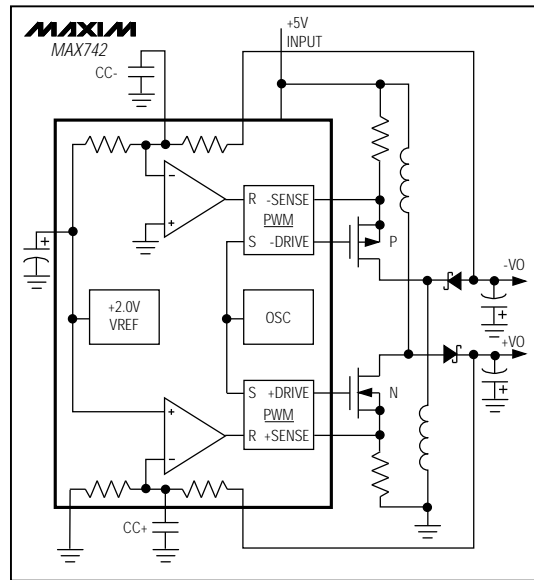 MAXIM
MAX742
+5V
INPUT
CC-
R -SENSE
PWM
S -DRIVE
P
-VO
+2.0V
VREF
OSC
+VO
S +DRIVE
PWM
R +SENSE
N
CC+